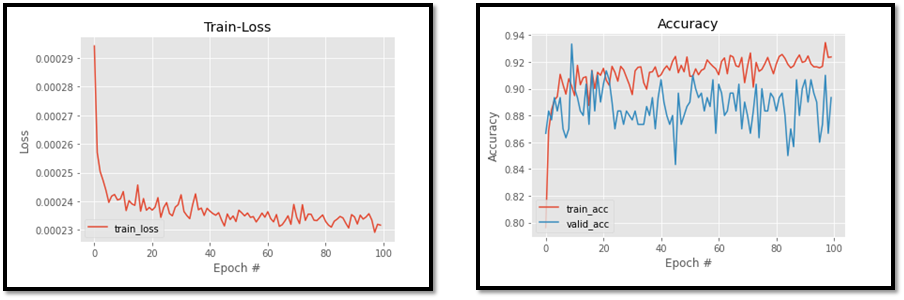 Train-Loss
0.00029
0.00028
0.00027
0.00026
0.00025
0.00024
0.00023
Loss
train_loss
0 20 40 60 80 100
Epoch #
Accuracy
0.94
0.92
0.90
0.88
0.86
0.84
0.82
0.80
Accuracy
train_acc
valid_acc
0 20 40 60 80 100
Epoch #